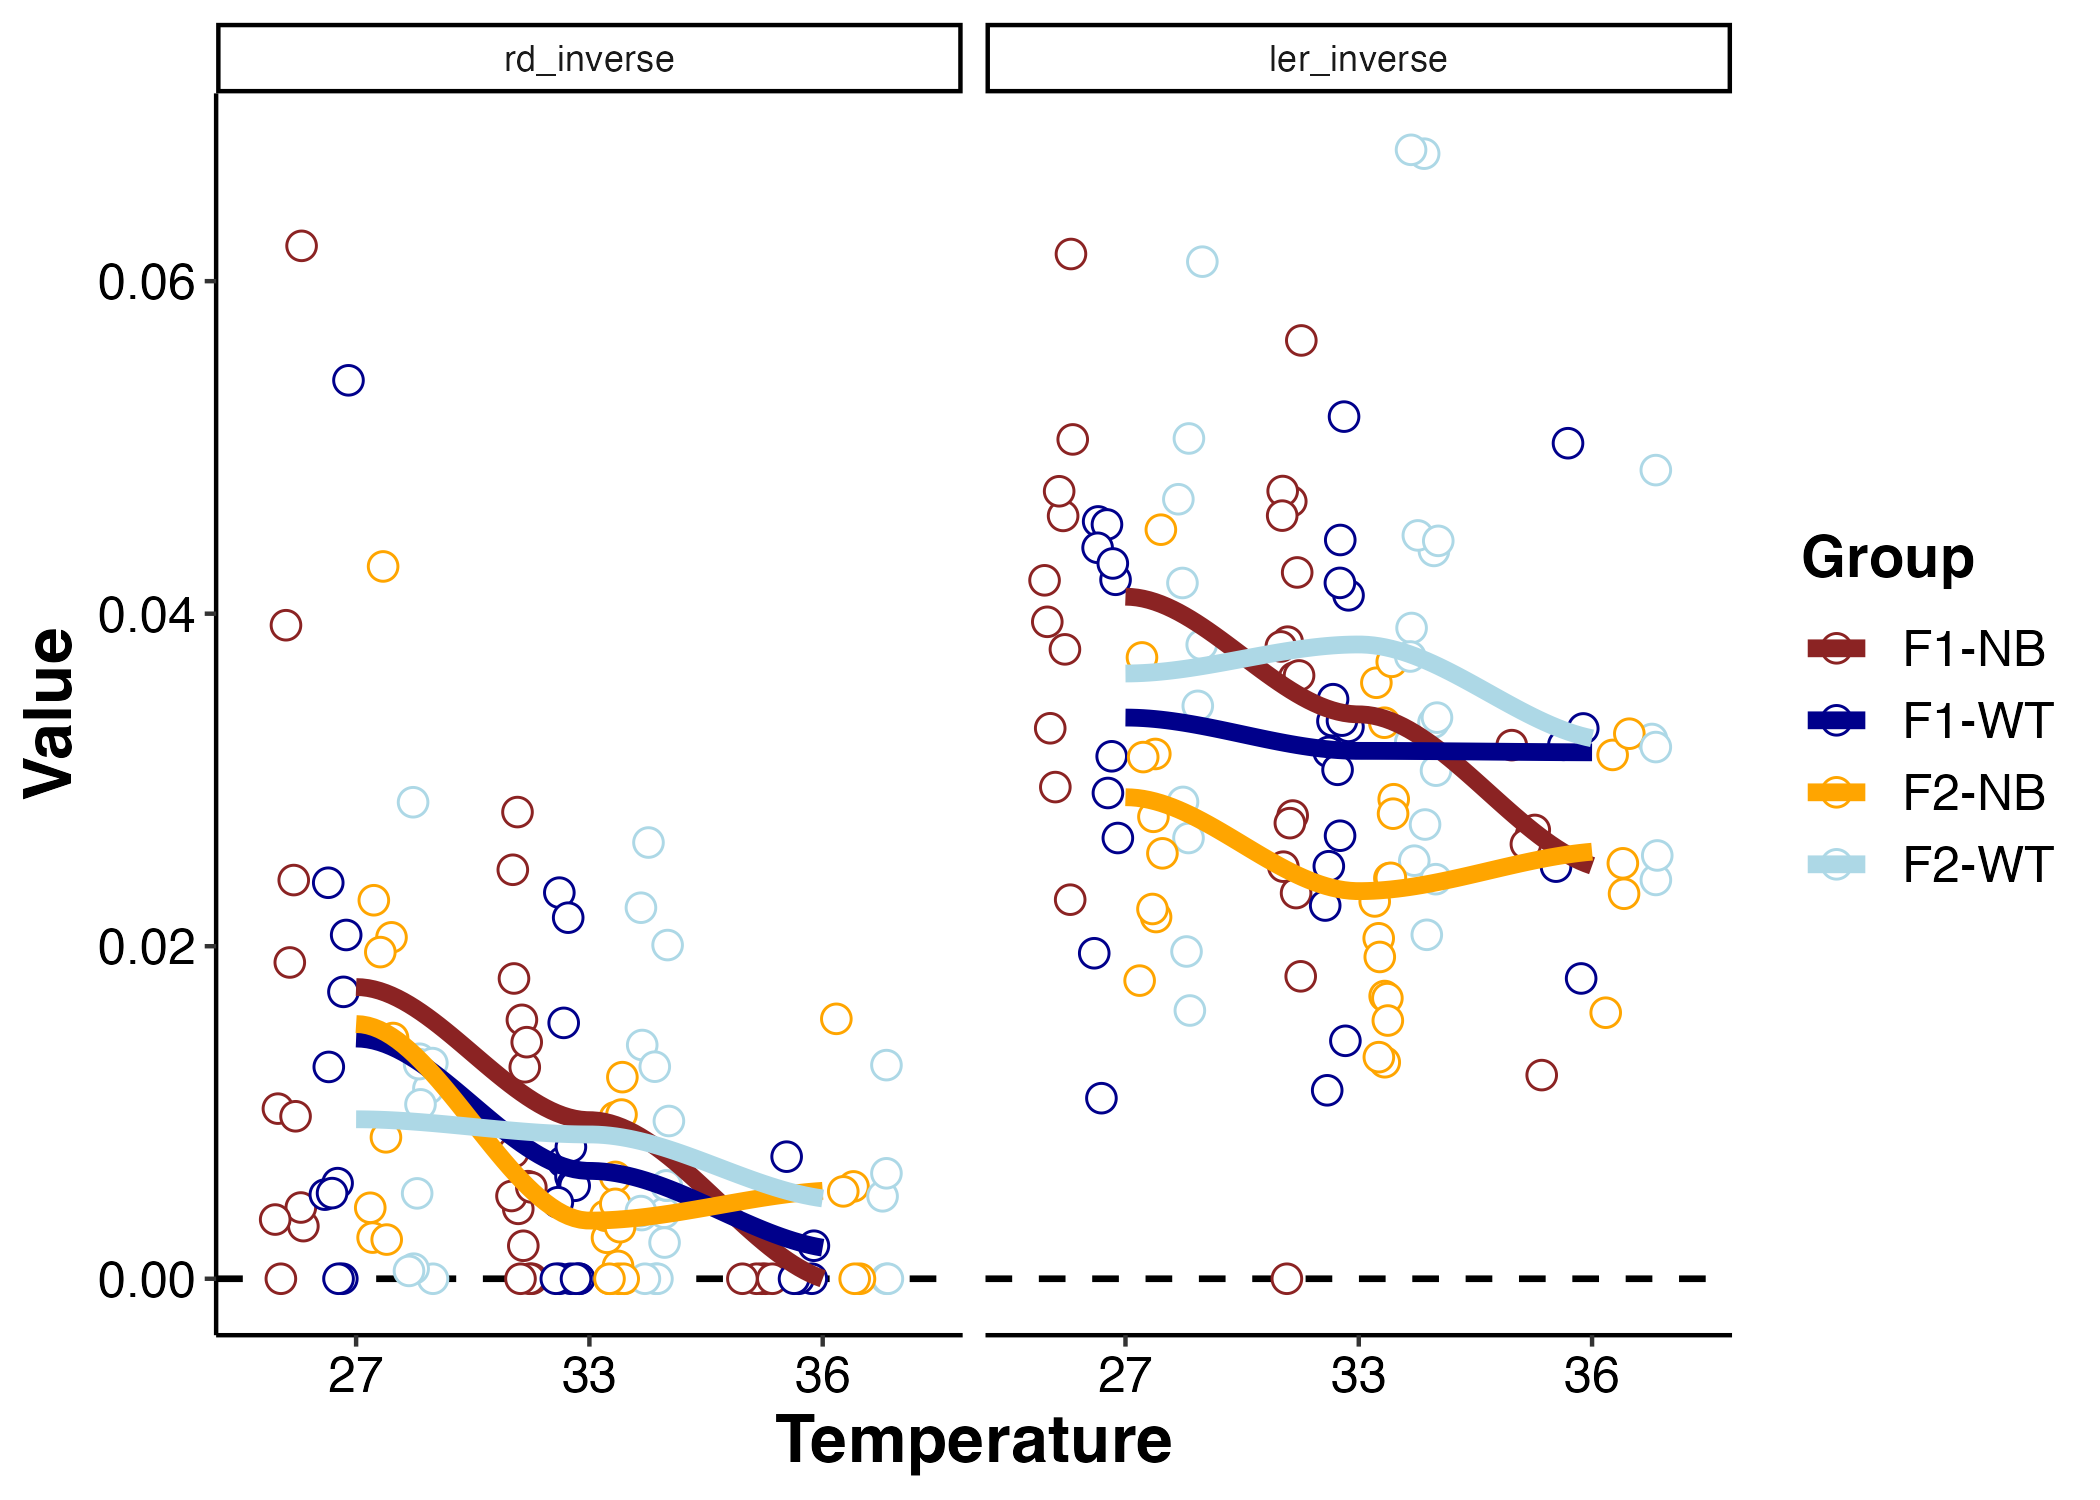 rd_inverse
ler_inverse
0.06
0.04
0.02
0.00
Value
27
33
36
27
33
36
Temperature
Group
F1-NB
F1-WT
F2-NB
F2-WT